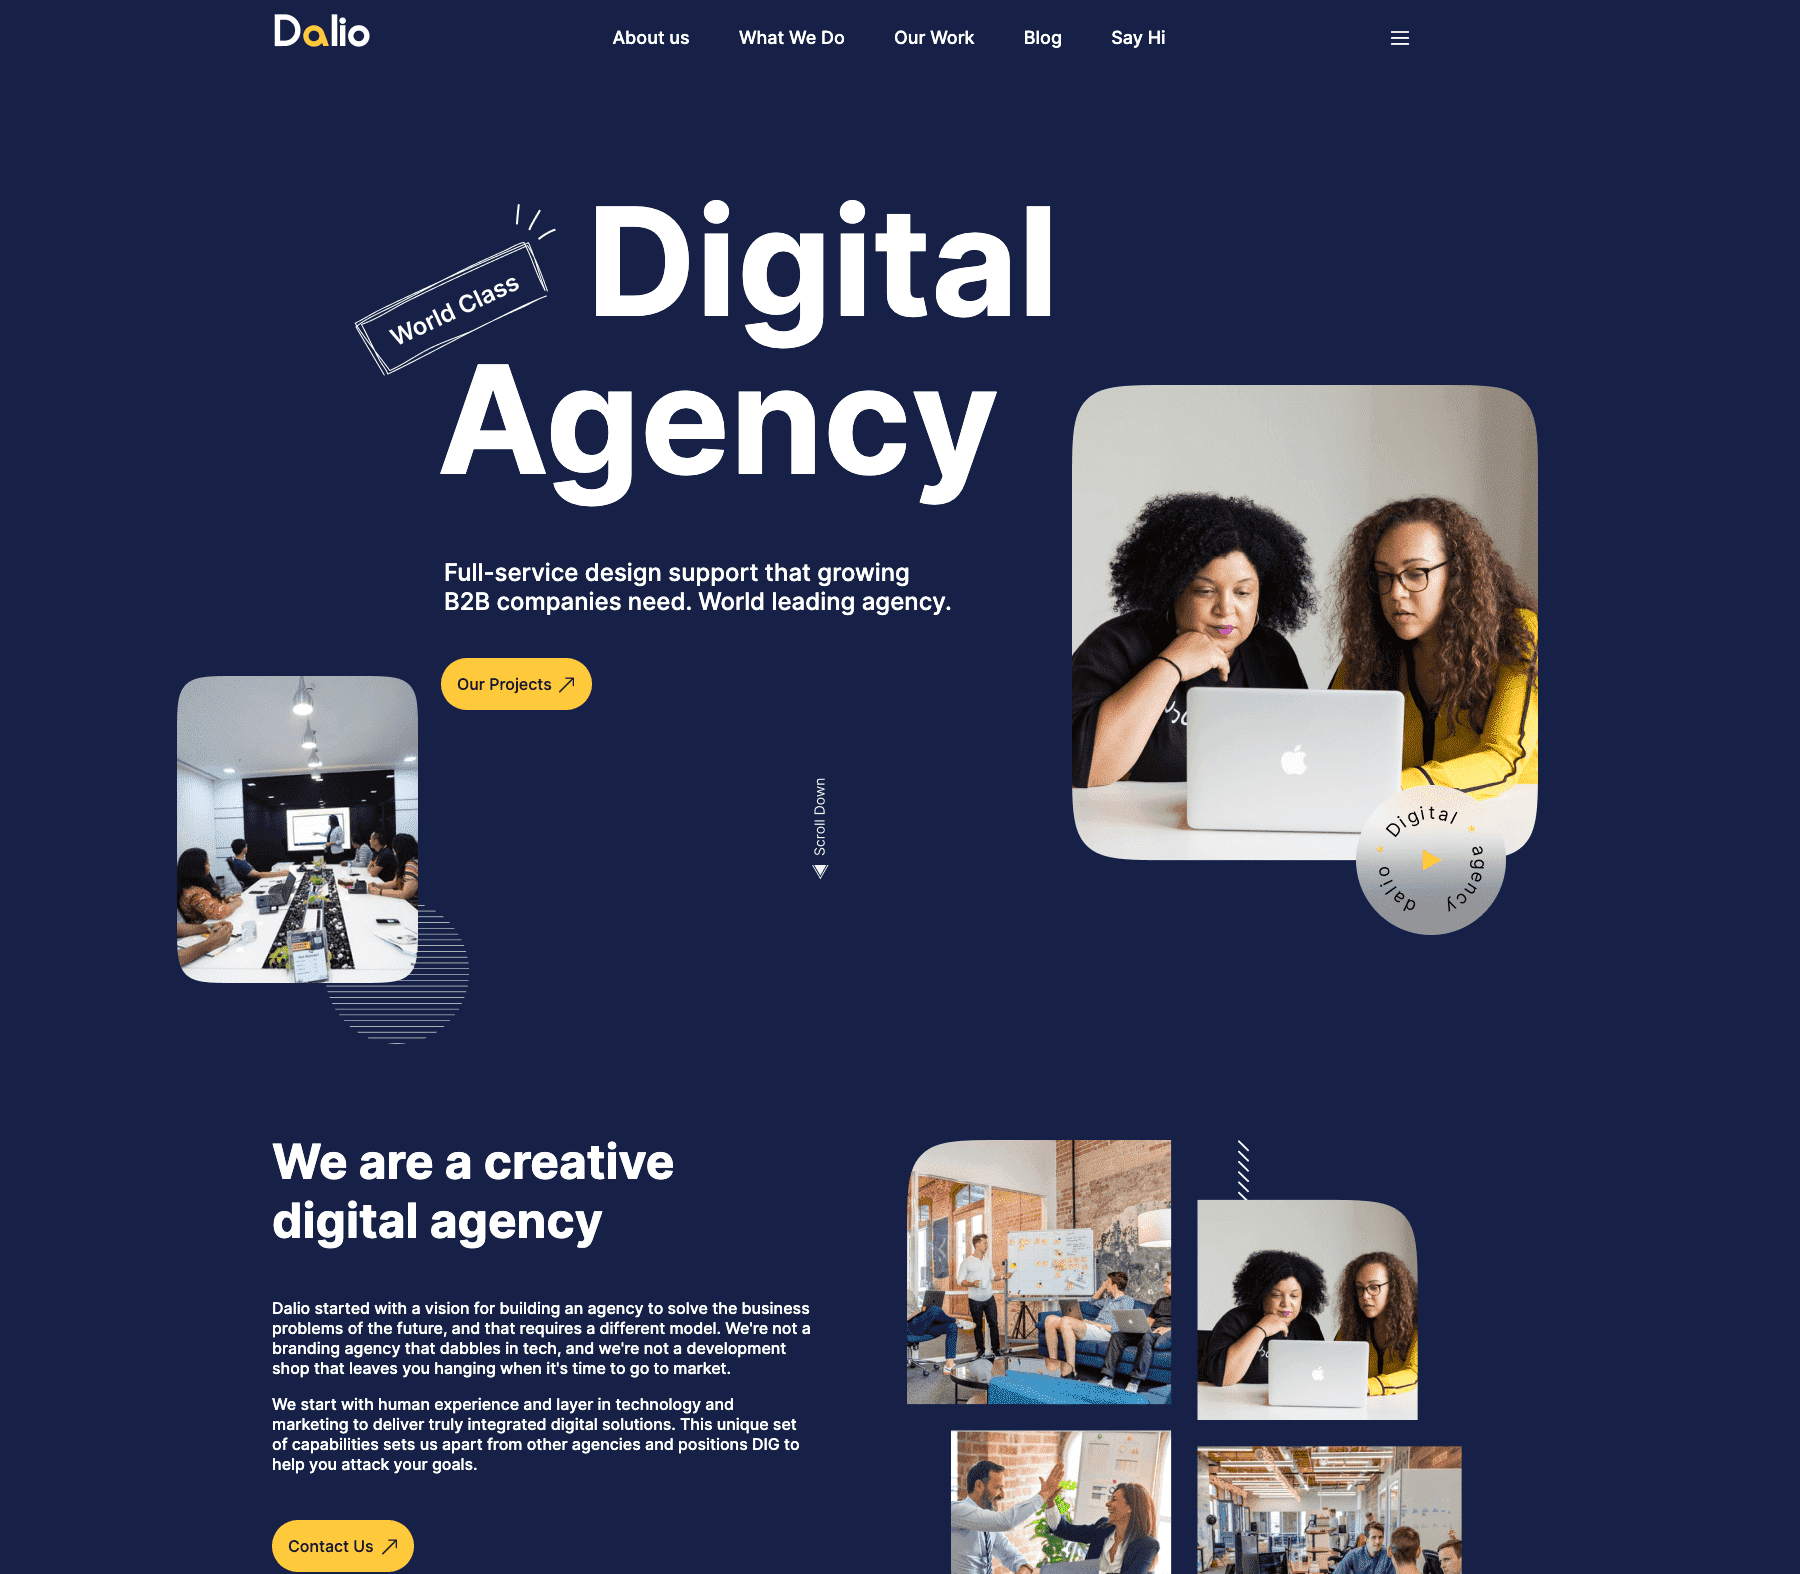 Dalio
About us
What We Do
Our Work
Blog
Say Hi
World Class
Digital
Agency
Full-service design support that growing
B2B companies need. World leading agency.
Our Projects
Scroll Down
Digital * agency dalio *
We are a creative
digital agency
Dalio started with a vision for building an agency to solve the business
problems of the future, and that requires a different model. We're not a
branding agency that dabbles in tech, and we're not a development
shop that leaves you hanging when it's time to go to market.
We start with human experience and layer in technology and
marketing to deliver truly integrated digital solutions. This unique set
of capabilities sets us apart from other agencies and positions DIG to
help you attack your goals.
Contact Us